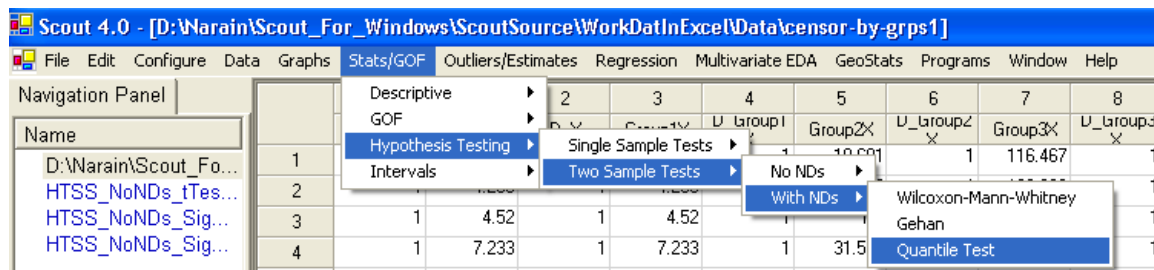 Scout 4.0 - [D:\Narain\Scout_For_Windows\ScoutSource\WorkDatInExcel\Data\censor-by-grps1]
File Edit Configure Data Graphs Stats/GOF Outliers/Estimates Regression Multivariate EDA GeoStats Programs Window Help
Navigation Panel
Name
D:\Narain\Scout_Fo...
HTSS_NoNDs_tTes...
HTSS_NoNDs_Sig...
HTSS_NoNDs_Sig...
Descriptive
GOF
Hypothesis Testing
Intervals
Single Sample Tests
Two Sample Tests
No NDs
With NDs
Wilcoxon-Mann-Whitney
Gehan
Quantile Test
2 3 4 5 6 7 8
Group2X Group3X
1 1 116.467
2
3 1 4.52 1 4.52
4 1 7.233 1 7.233 1 31.5